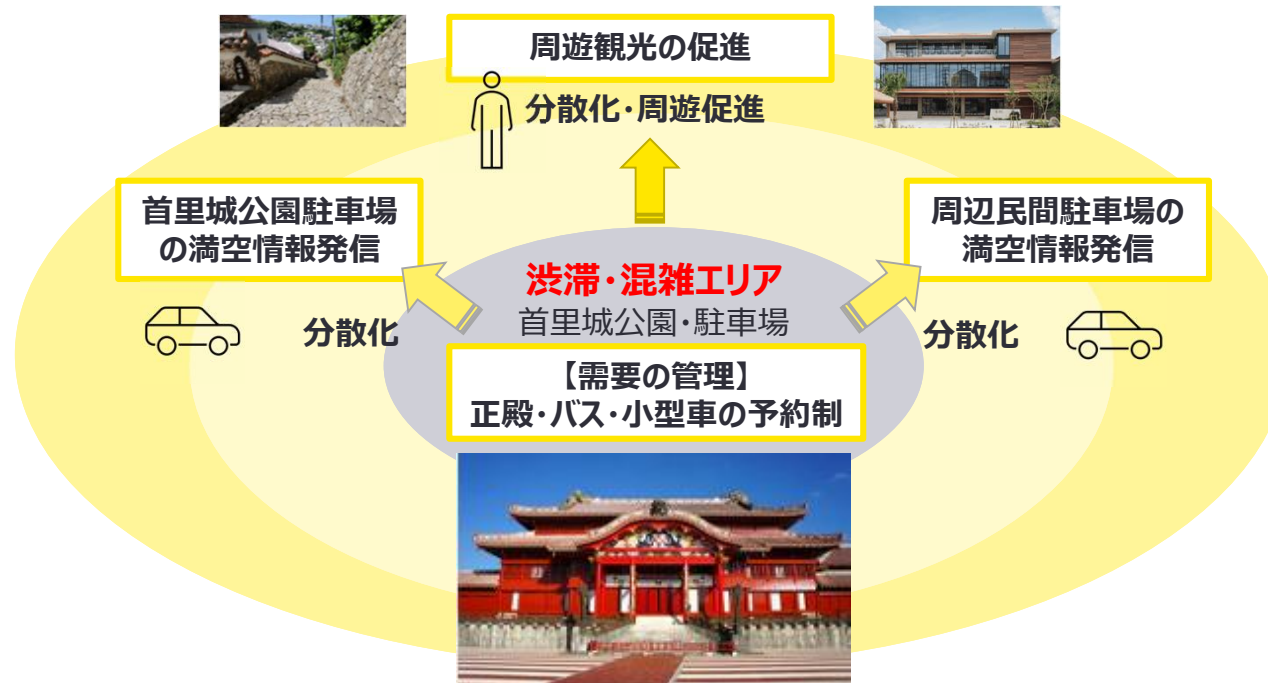 周遊観光の促進
分散化・周遊促進
首里城公園駐車場
の満空情報発信
周辺民間駐車場の
満空情報発信
渋滞・混雑エリア
首里城公園・駐車場
分散化
分散化
【需要の管理】
正殿・バス・小型車の予約制